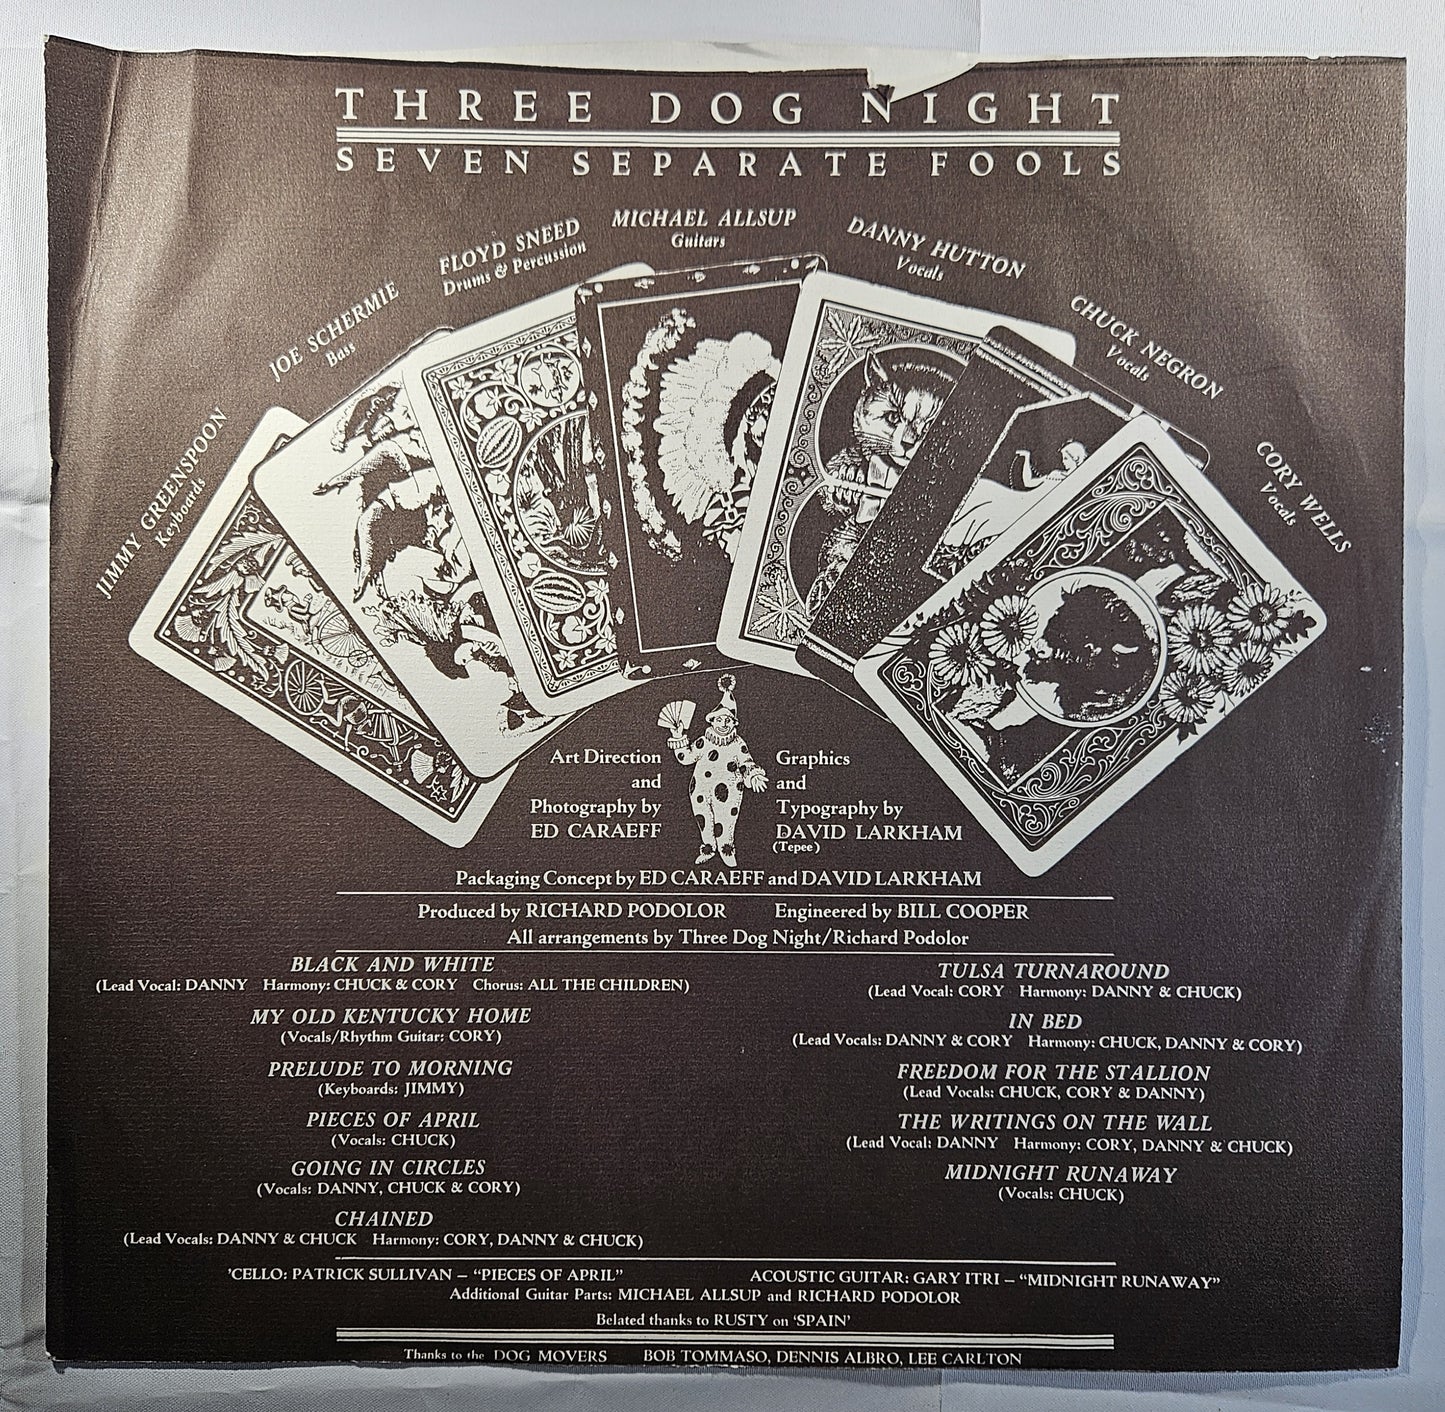 THREE DOG NIGHT
SEVEN SEPARATE FOOLS
JIMMY GREENSPOON
Keyboards
JOE SCHERMIE
Bass
FLOYD SNEED
Drums & Percussion
MICHAEL ALLSUP
Guitars
DANNY HUTTON
Vocals
CHUCK NEGRON
Vocals
CORY WELLS
Vocals
Art Direction
and
Photography by
ED CARAEFF
Graphics
and
Typography by
DAVID LARKHAM
(Tepee)
Packaging Concept by ED CARAEFF and DAVID LARKHAM
Produced by RICHARD PODOLOR Engineered by BILL COOPER
All arrangements by Three Dog Night/Richard Podolor
BLACK AND WHITE
(Lead Vocal: DANNY Harmony: CHUCK & CORY Chorus: ALL THE CHILDREN)
MY OLD KENTUCKY HOME
(Vocals/Rhythm Guitar: CORY)
PRELUDE TO MORNING
(Keyboards: JIMMY)
PIECES OF APRIL
(Vocals: CHUCK)
GOING IN CIRCLES
(Vocals: DANNY, CHUCK & CORY)
CHAINED
(Lead Vocals: DANNY & CHUCK Harmony: CORY, DANNY & CHUCK)
TULSA TURNAROUND
(Lead Vocal: CORY Harmony: DANNY & CHUCK)
IN BED
(Lead Vocals: DANNY & CORY Harmony: CHUCK, DANNY & CORY)
FREEDOM FOR THE STALLION
(Lead Vocals: CHUCK, CORY & DANNY)
THE WRITINGS ON THE WALL
(Lead Vocal: DANNY Harmony: CORY, DANNY & CHUCK)
MIDNIGHT RUNAWAY
(Vocals: CHUCK)
'CELLO: PATRICK SULLIVAN – "PIECES OF APRIL" ACOUSTIC GUITAR: GARY ITRI – "MIDNIGHT RUNAWAY"
Additional Guitar Parts: MICHAEL ALLSUP and RICHARD PODOLOR
Belated thanks to RUSTY on 'SPAIN'
Thanks to the DOG MOVERS BOB TOMMASO, DENNIS ALBRO, LEE CARLTON